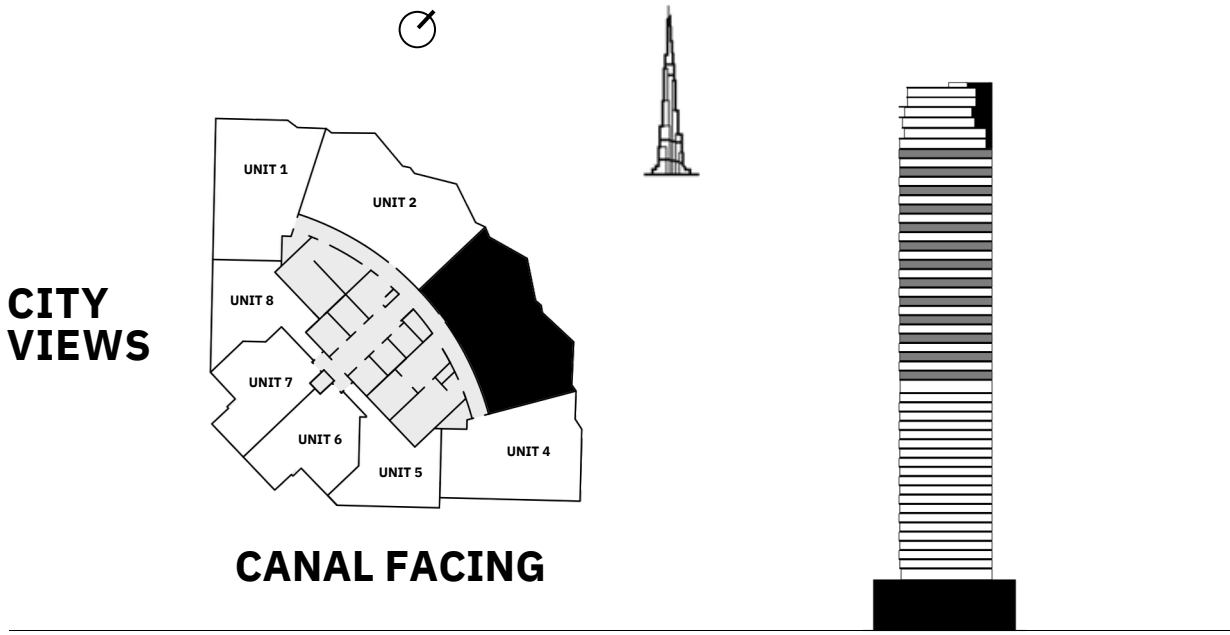 UNIT 1
UNIT 2
CITY
VIEWS
UNIT 8
UNIT 7
UNIT 6
UNIT 4
UNIT 5
CANAL FACING